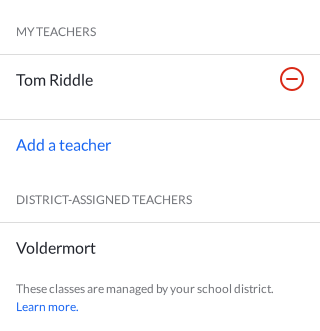 MY TEACHERS
Tom Riddle
Add a teacher
DISTRICT-ASSIGNED TEACHERS
Voldermort
These classes are managed by your school district.
Learn more.